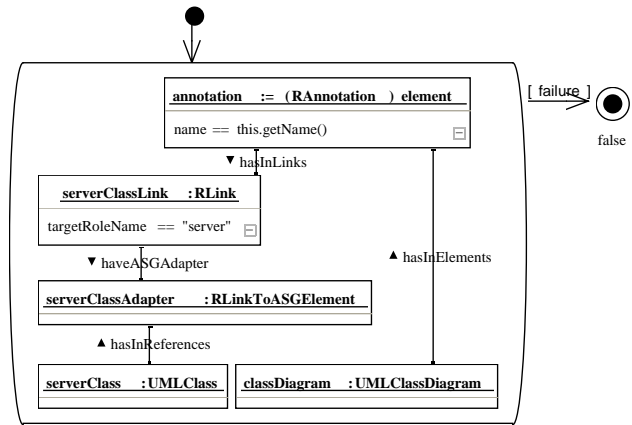 annotation := (RAnnotation ) element
[ failure ]
name == this.getName()
false
▼ hasInLinks
serverClassLink :RLink
targetRoleName == "server"
▲ hasInElements
▼ haveASGAdapter
serverClassAdapter :RLinkToASGElement
▲ hasInReferences
serverClass :UMLClass
classDiagram :UMLClassDiagram